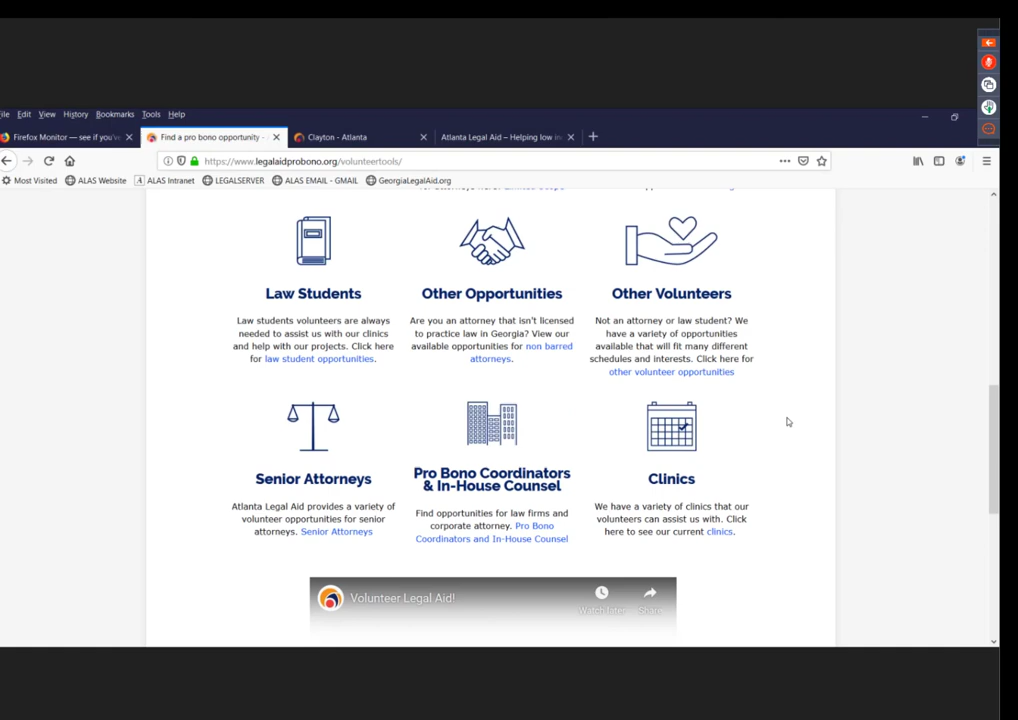 File Edit View History Bookmarks Tools Help
Firefox Monitor — see if you'v
Find a pro bono opportunity -
Clayton - Atlanta
Atlanta Legal Aid – Helping low in
https://www.legalaidprobono.org/volunteertools/
Most Visited ALAS Website ALAS Intranet LEGALSERVER ALAS EMAIL - GMAIL GeorgiaLegalAid.org
Law Students
Law students volunteers are always
needed to assist us with our clinics
and help with our projects. Click here
for law student opportunities.
Other Opportunities
Are you an attorney that isn't licensed
to practice law in Georgia? View our
available opportunities for non barred
attorneys.
Other Volunteers
Not an attorney or law student? We
have a variety of opportunities
available that will fit many different
schedules and interests. Click here for
other volunteer opportunities
Senior Attorneys
Atlanta Legal Aid provides a variety of
volunteer opportunities for senior
attorneys. Senior Attorneys
Pro Bono Coordinators
& In-House Counsel
Find opportunities for law firms and
corporate attorney. Pro Bono
Coordinators and In-House Counsel
Clinics
We have a variety of clinics that our
volunteers can assist us with. Click
here to see our current clinics.
Volunteer Legal Aid!
Watch later
Share